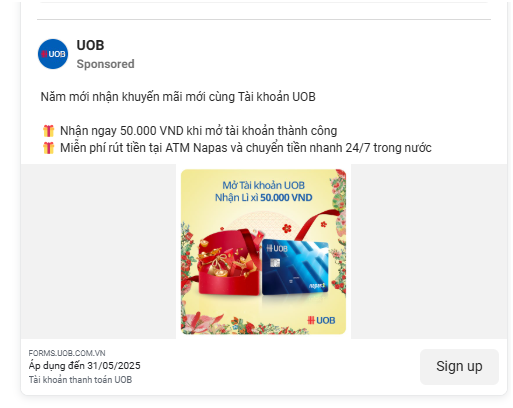 UOB
UOB
Sponsored
Năm mới nhận khuyến mãi mới cùng Tài khoản UOB
Nhận ngay 50.000 VND khi mở tài khoản thành công
Miễn phí rút tiền tại ATM Napas và chuyển tiền nhanh 24/7 trong nước
Mở Tài khoản UOB
Nhận Lì xì 50.000 VND
UOB
napas
UOB
FORMS.UOB.COM.VN
Áp dụng đến 31/05/2025
Tài khoản thanh toán UOB
Sign up